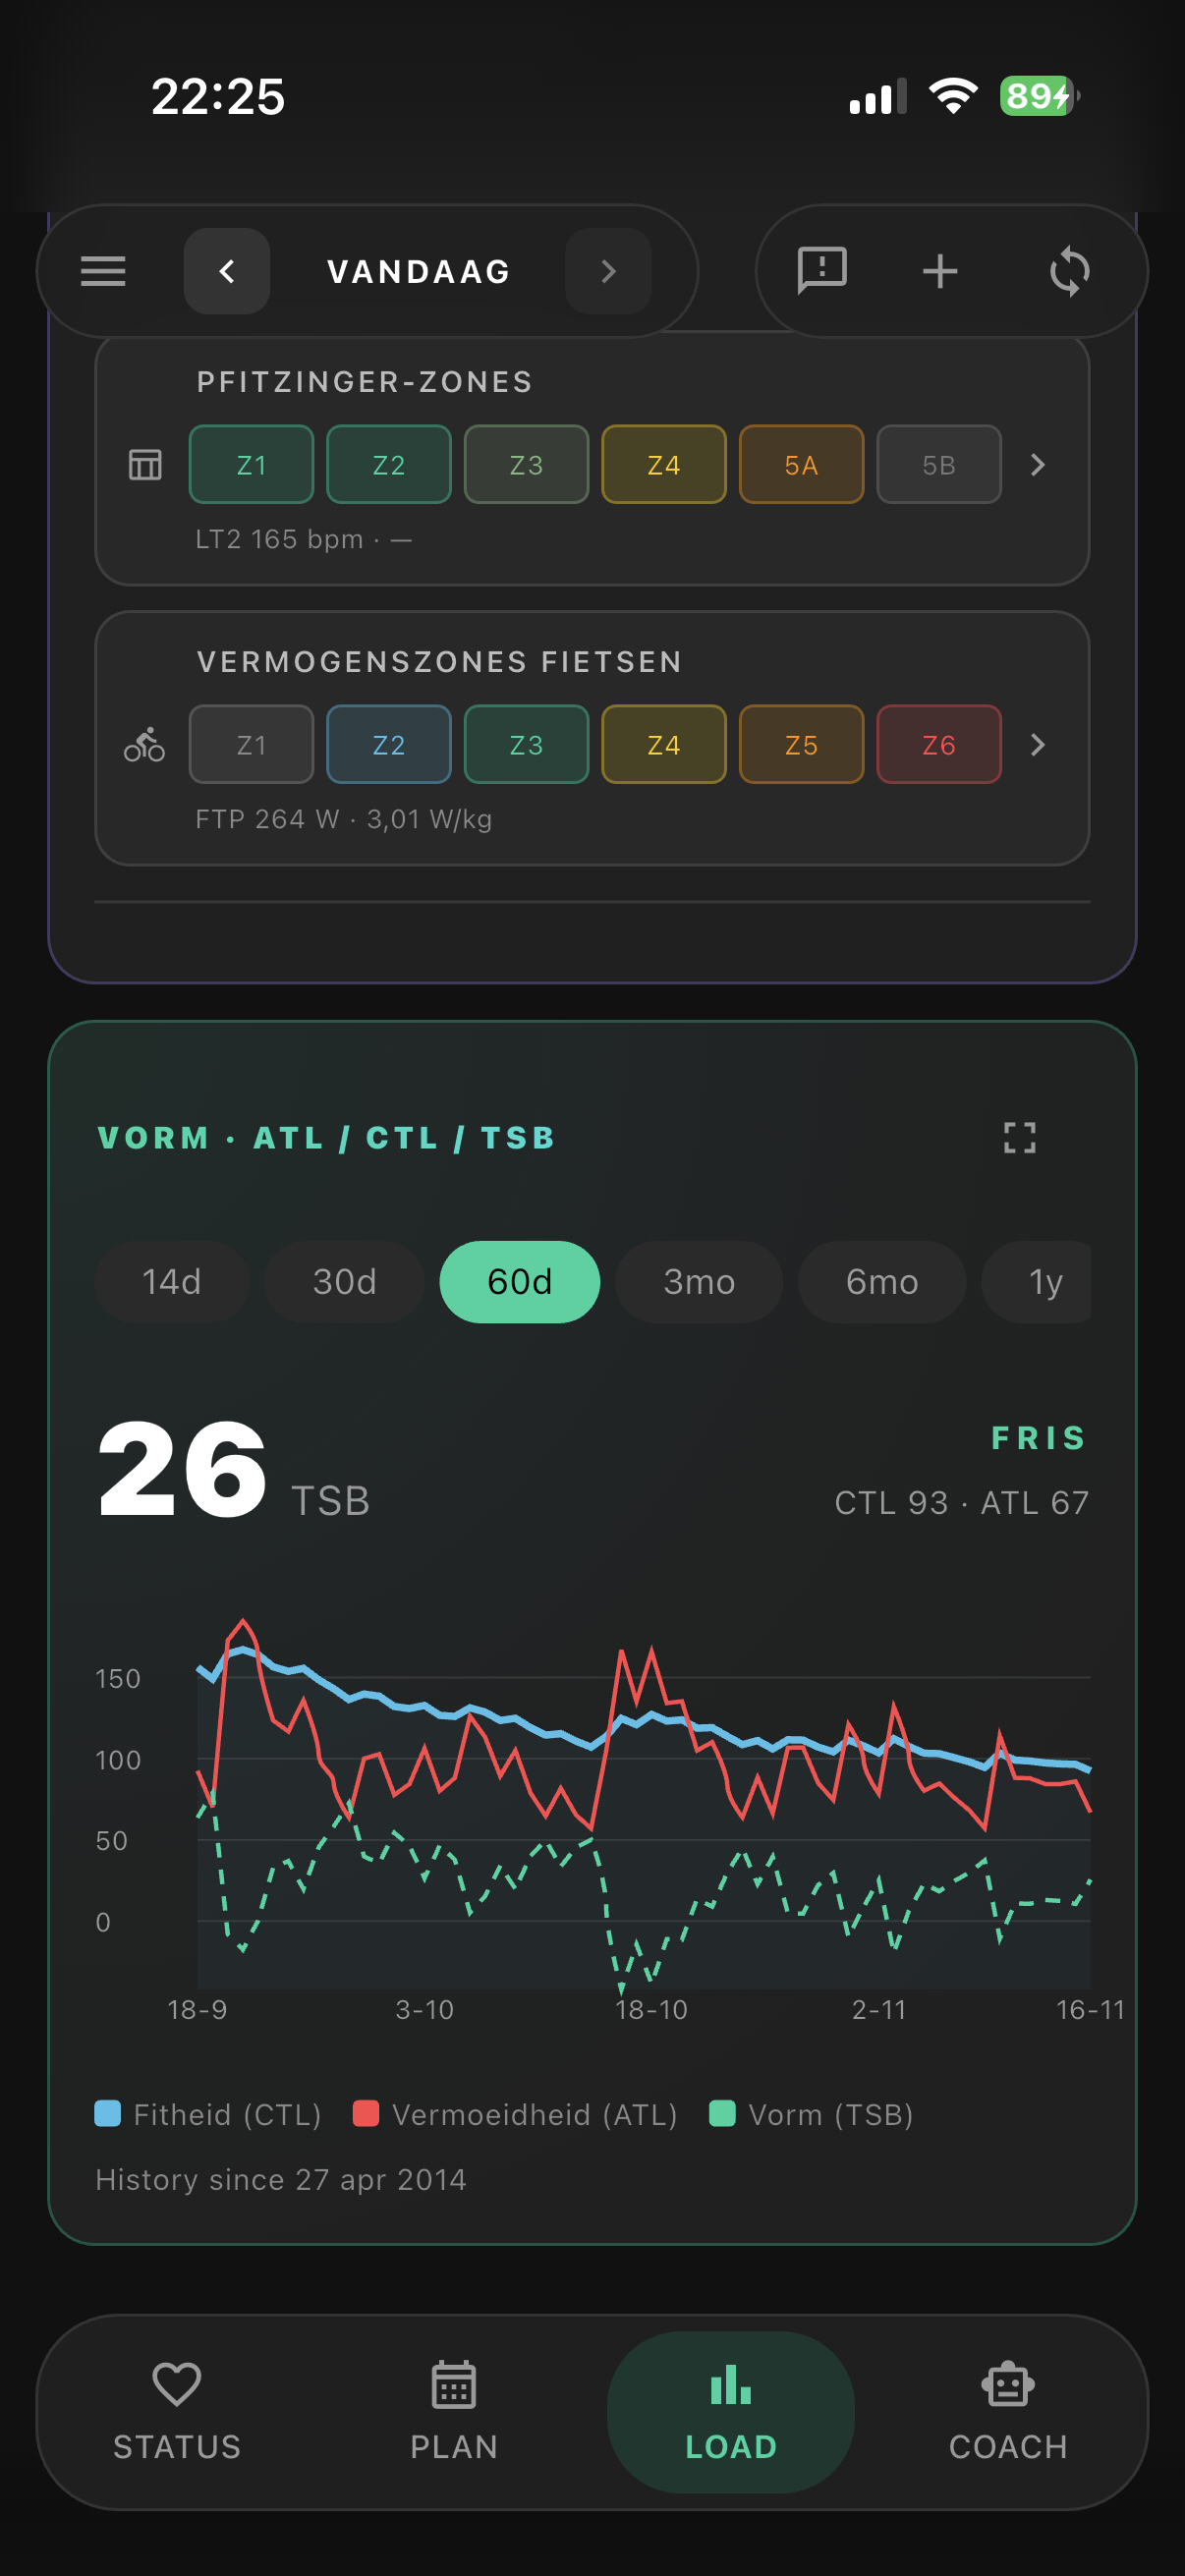 22:25
89
VANDAAG
PFITZINGER-ZONES
Z1 Z2 Z3 Z4 5A 5B
LT2 165 bpm · —
VERMOGENSZONES FIETSEN
Z1 Z2 Z3 Z4 Z5 Z6
FTP 264 W · 3,01 W/kg
VORM · ATL / CTL / TSB
14d 30d 60d 3mo 6mo 1y
26 TSB
FRIS
CTL 93 · ATL 67
150
100
50
0
18-9 3-10 18-10 2-11 16-11
Fitheid (CTL) Vermoeidheid (ATL) Vorm (TSB)
History since 27 apr 2014
STATUS PLAN LOAD COACH